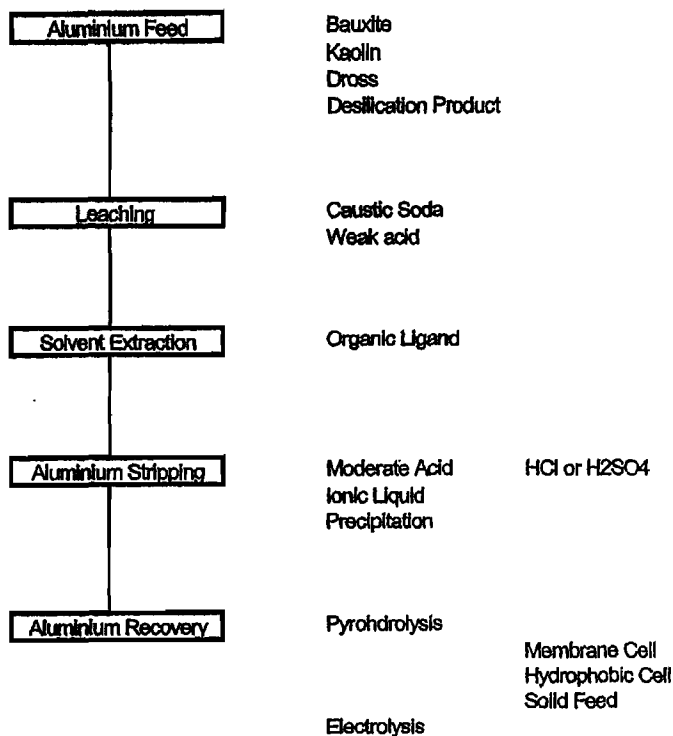 Aluminium Feed Bauxite
Kaolin
Dross
Desilication Product
Leaching Caustic Soda
Weak acid
Solvent Extraction Organic Ligand
Aluminium Stripping Moderate Acid HCl or H2SO4
Ionic Liquid
Precipitation
Aluminium Recovery Pyrohdrolysis
Membrane Cell
Hydrophobic Cell
Solid Feed
Electrolysis